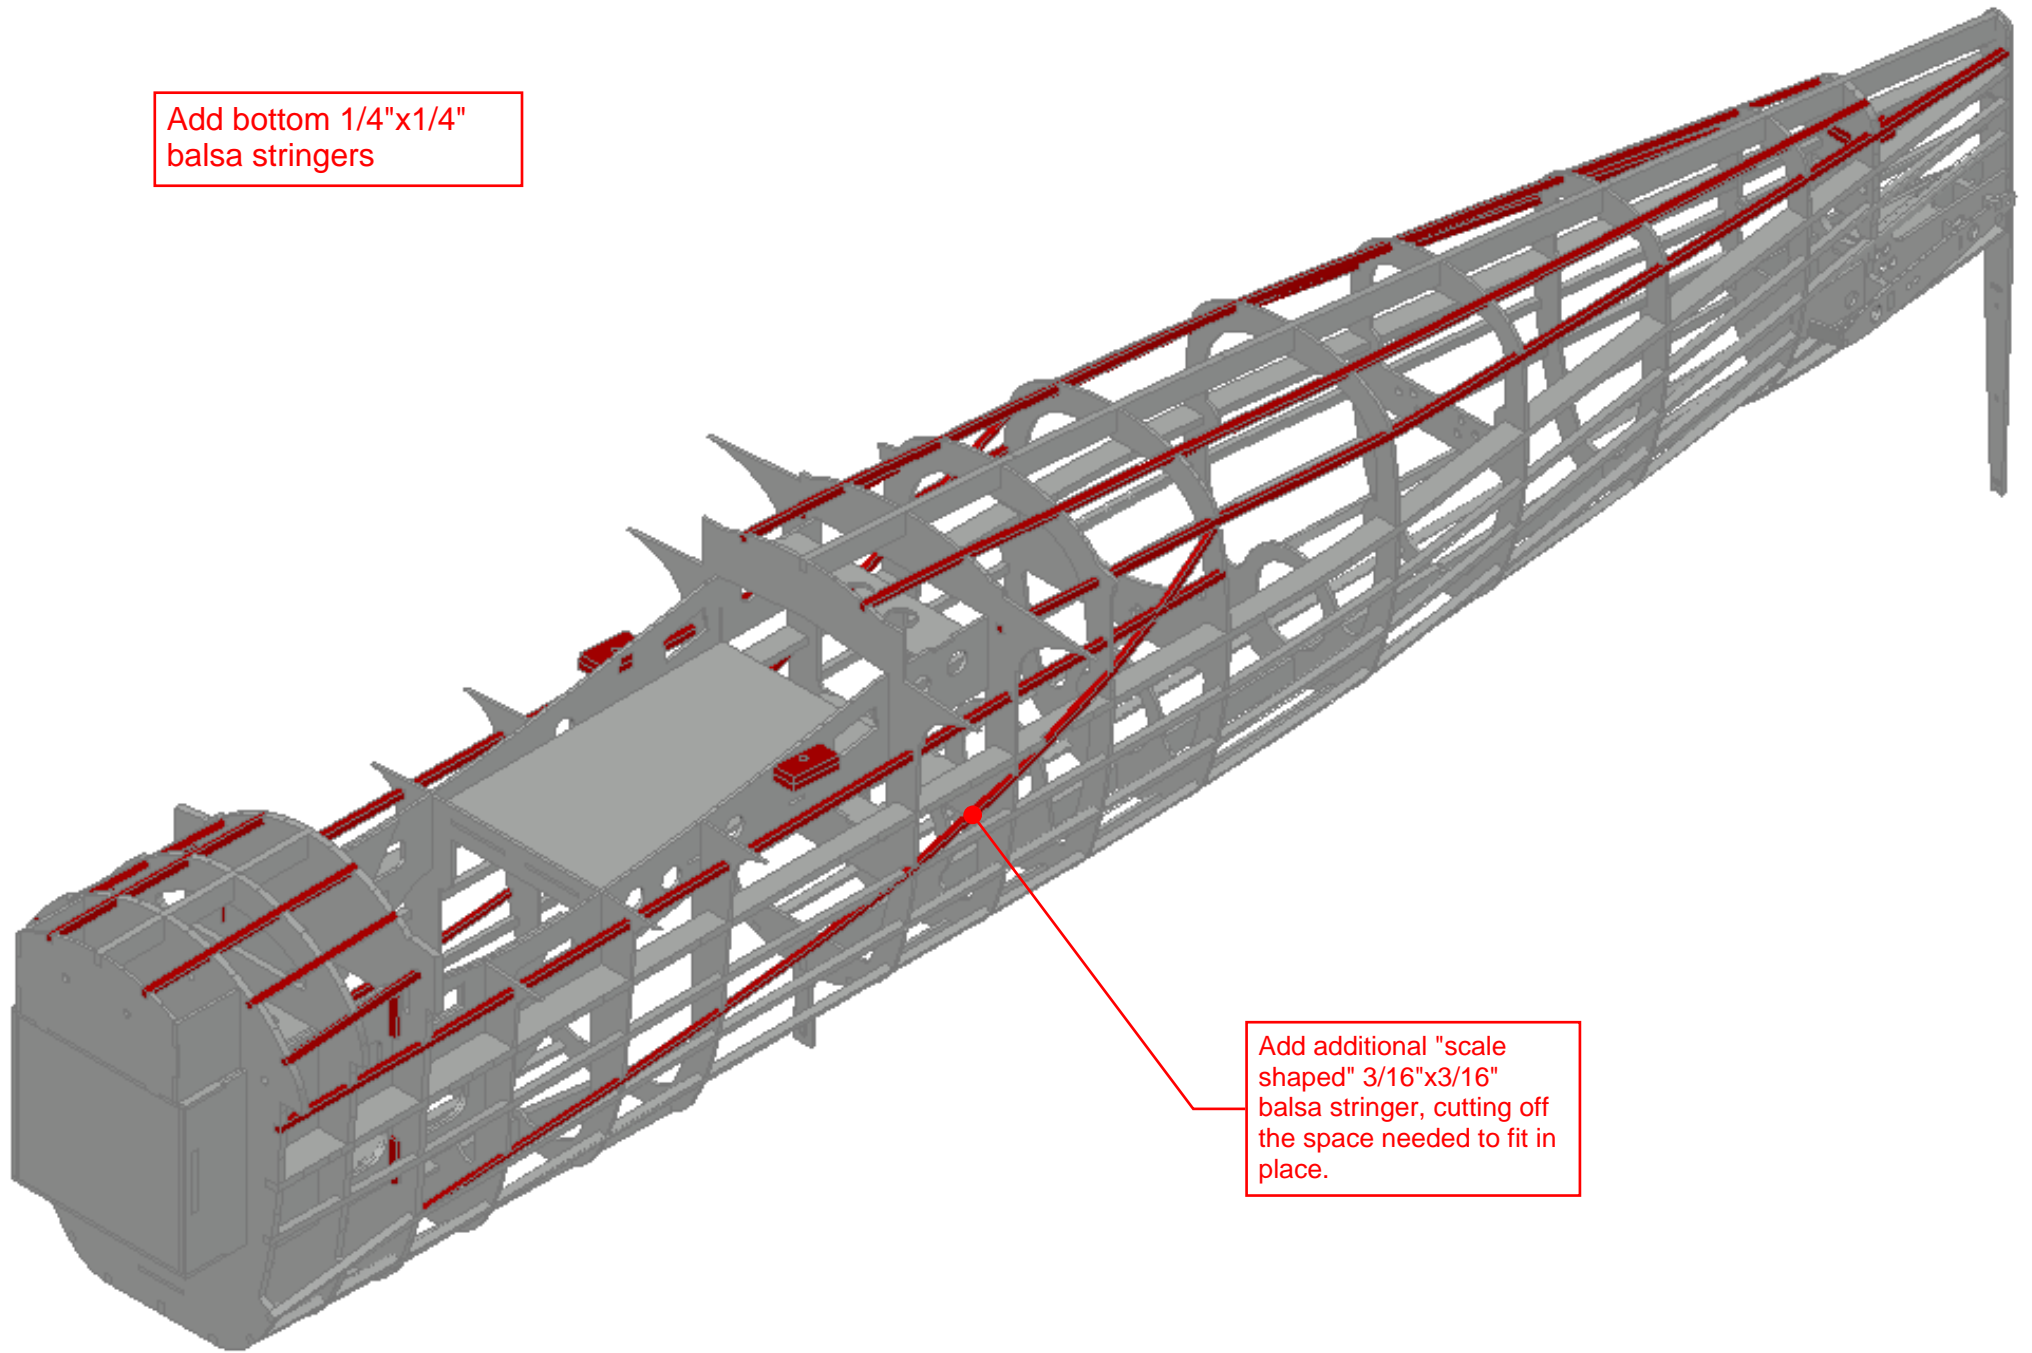 Add bottom 1/4"x1/4"
balsa stringers
Add additional "scale
shaped" 3/16"x3/16"
balsa stringer, cutting off
the space needed to fit in
place.